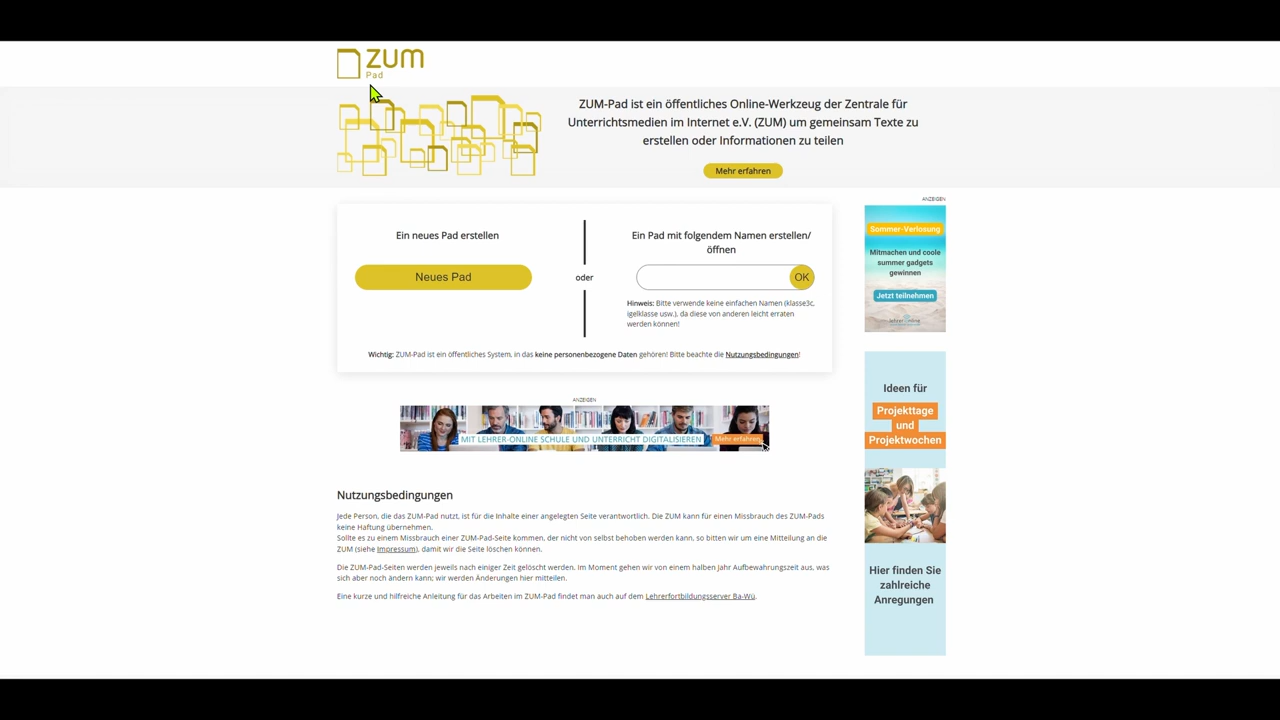 ZUM
Pad
ZUM-Pad ist ein öffentliches Online-Werkzeug der Zentrale für
Unterrichtsmedien im Internet e.V. (ZUM) um gemeinsam Texte zu
erstellen oder Informationen zu teilen
Mehr erfahren
Ein neues Pad erstellen
Neues Pad
oder
Ein Pad mit folgendem Namen erstellen/
öffnen
OK
Hinweis: Bitte verwende keine einfachen Namen (klasse3c,
igelklasse usw.), da diese von anderen leicht erraten
werden können!
Wichtig: ZUM-Pad ist ein öffentliches System, in das keine personenbezogene Daten gehören! Bitte beachte die Nutzungsbedingungen!
ANZEIGEN
MIT LEHRER-ONLINE SCHULE UND UNTERRICHT DIGITALISIEREN
Mehr erfahren
Nutzungsbedingungen
Jede Person, die das ZUM-Pad nutzt, ist für die Inhalte einer angelegten Seite verantwortlich. Die ZUM kann für einen Missbrauch des ZUM-Pads
keine Haftung übernehmen.
Sollte es zu einem Missbrauch einer ZUM-Pad-Seite kommen, der nicht von selbst behoben werden kann, so bitten wir um eine Mitteilung an die
ZUM (siehe Impressum), damit wir die Seite löschen können.
Die ZUM-Pad-Seiten werden jeweils nach einiger Zeit gelöscht werden. Im Moment gehen wir von einem halben Jahr Aufbewahrungszeit aus, was
sich aber noch ändern kann; wir werden Änderungen hier mitteilen.
Eine kurze und hilfreiche Anleitung für das Arbeiten im ZUM-Pad findet man auch auf dem Lehrerfortbildungsserver Ba-Wü.
ANZEIGEN
Sommer-Verlosung
Mitmachen und coole
summer gadgets
gewinnen
Jetzt teilnehmen
lehrer online
Ideen für
Projekttage
und
Projektwochen
Hier finden Sie
zahlreiche
Anregungen